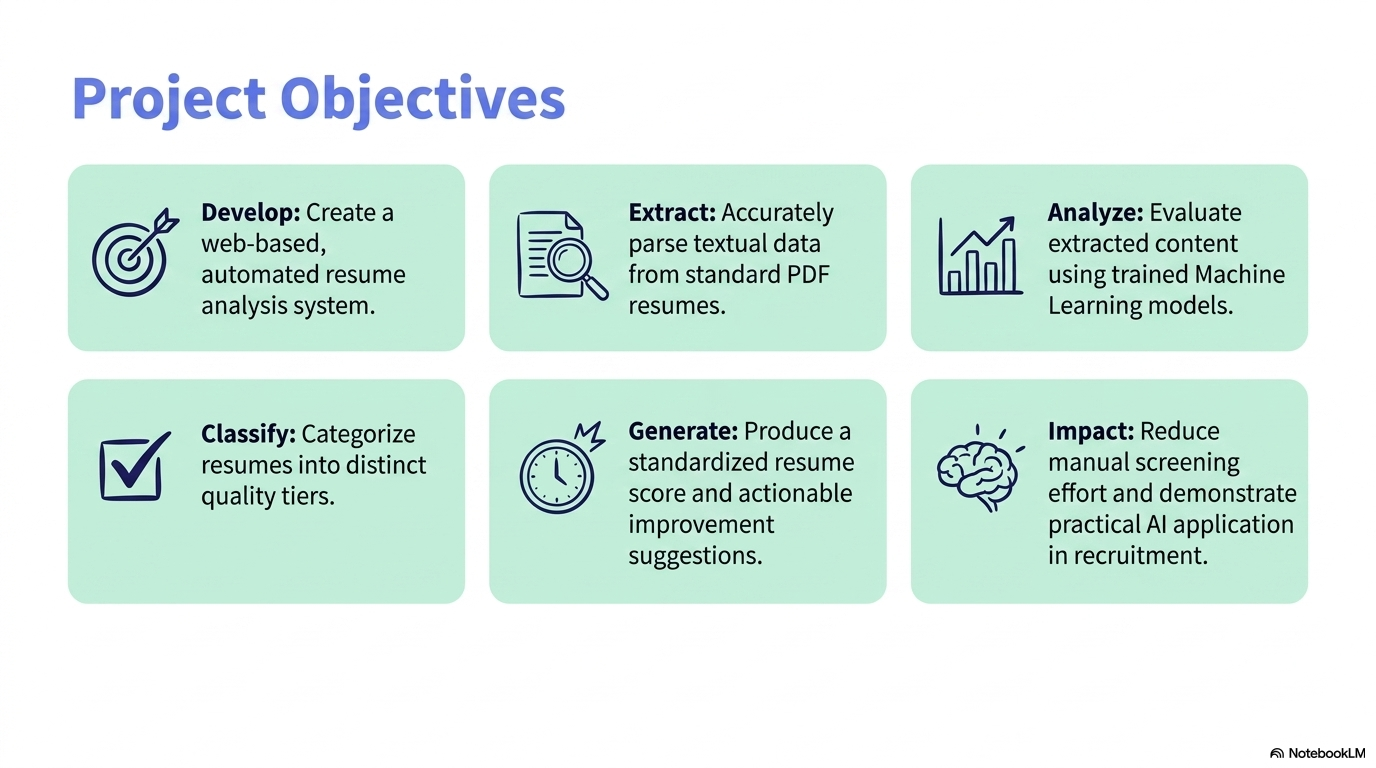 Project Objectives
Develop: Create a
web-based,
automated resume
analysis system.
Extract: Accurately
parse textual data
from standard PDF
resumes.
Analyze: Evaluate
extracted content
using trained Machine
Learning models.
Classify: Categorize
resumes into distinct
quality tiers.
Generate: Produce a
standardized resume
score and actionable
improvement
suggestions.
Impact: Reduce
manual screening
effort and demonstrate
practical AI application
in recruitment.
NotebookLM